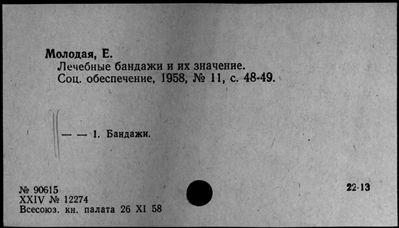 Молодая, Е.
Лечебные бандажи и их значение.
Соц. обеспечение, 1958, № 11, с. 48-49.
— — 1. Бандажи.
№ 90615
XXIV № 12274
Всесоюз. кн. палата 26 XI 58
22-13